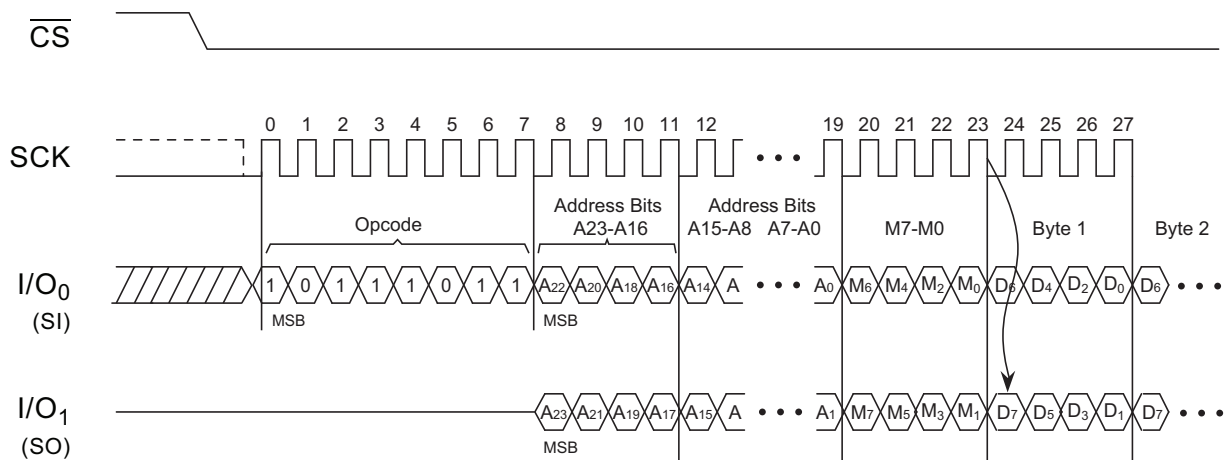 CS
0 1 2 3 4 5 6 7 8 9 10 11 12 19 20 21 22 23 24 25 26 27
SCK
Address Bits Address Bits
Opcode A23-A16 A15-A8 A7-A0 M7-M0 Byte 1 Byte 2
I/O0 1 0 1 1 1 0 1 1 A22 A20 A18 A16 A14 A A0 M6 M4 M2 M0 D6 D4 D2 D0 D6
(SI) MSB MSB
I/O1 A23 A21 A19 A17 A15 A A1 M7 M5 M3 M1 D7 D5 D3 D1 D7
(SO) MSB